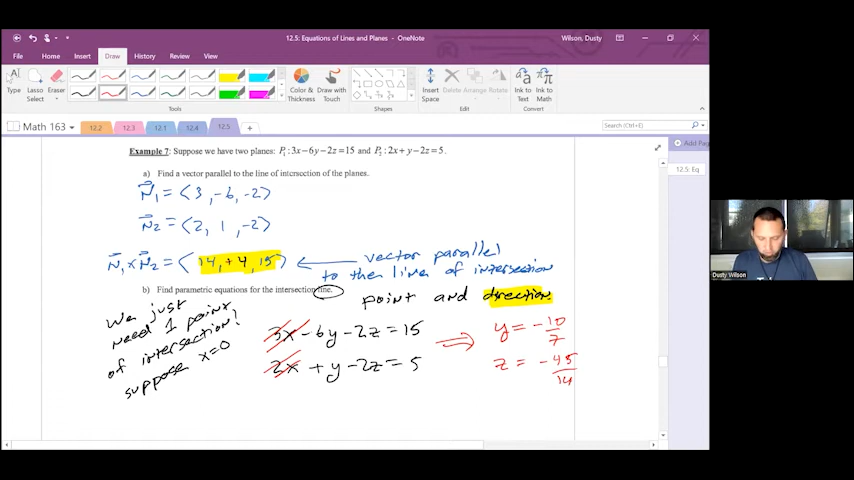 12.5: Equations of Lines and Planes - OneNote
Wilson, Dusty
File Home Insert Draw History Review View
Type
Lasso Select
Eraser
Tools
Color & Thickness
Draw with Touch
Shapes
Insert Space
Delete
Arrange
Rotate
Edit
Ink to Text
Ink to Math
Convert
Math 163 12.2 12.3 12.1 12.4 12.5 +
Search (Ctrl+E)
Add Pag
12.5: Eq
Example 7: Suppose we have two planes: P₁: 3x-6y-2z=15 and P₂: 2x+y-2z=5.
a) Find a vector parallel to the line of intersection of the planes.
N₁ = ⟨3, -6, -2⟩
N₂ = ⟨2, 1, -2⟩
N₁ × N₂ = ⟨14, +4, 15⟩ ← vector parallel
to then line of intersection
b) Find parametric equations for the intersection line.
point and direction.
We just
need 1 point
of intersection!
suppose x=0
3x - 6y - 2z = 15 ⇒ y = -10/7
2x + y - 2z = 5 z = -45/14
Dusty Wilson